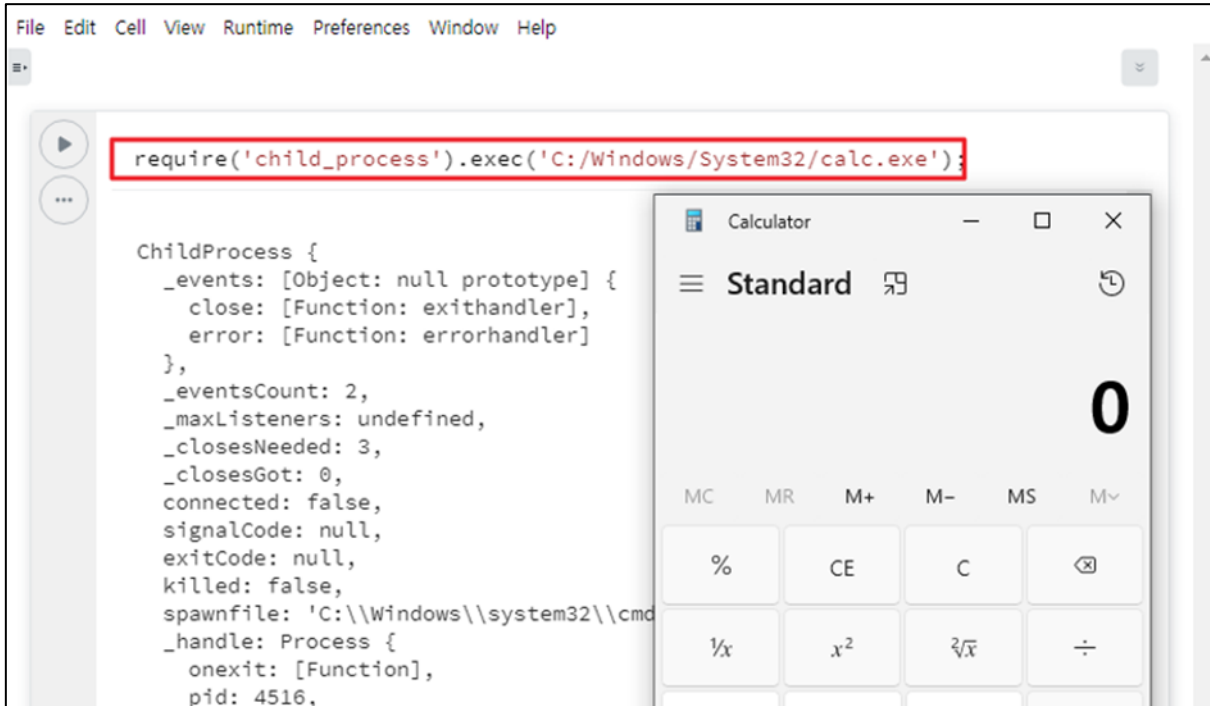 File Edit Cell View Runtime Preferences Window Help
require('child_process').exec('C:/Windows/System32/calc.exe');
ChildProcess {
_events: [Object: null prototype] {
close: [Function: exithandler],
error: [Function: errorhandler]
},
_eventsCount: 2,
_maxListeners: undefined,
_closesNeeded: 3,
_closesGot: 0,
connected: false,
signalCode: null,
exitCode: null,
killed: false,
spawnfile: 'C:\\Windows\\system32\\cmd
_handle: Process {
onexit: [Function],
pid: 4516,
Calculator
Standard
0
MC MR M+ M− MS M
% CE C
¹/x x² ²√x ÷